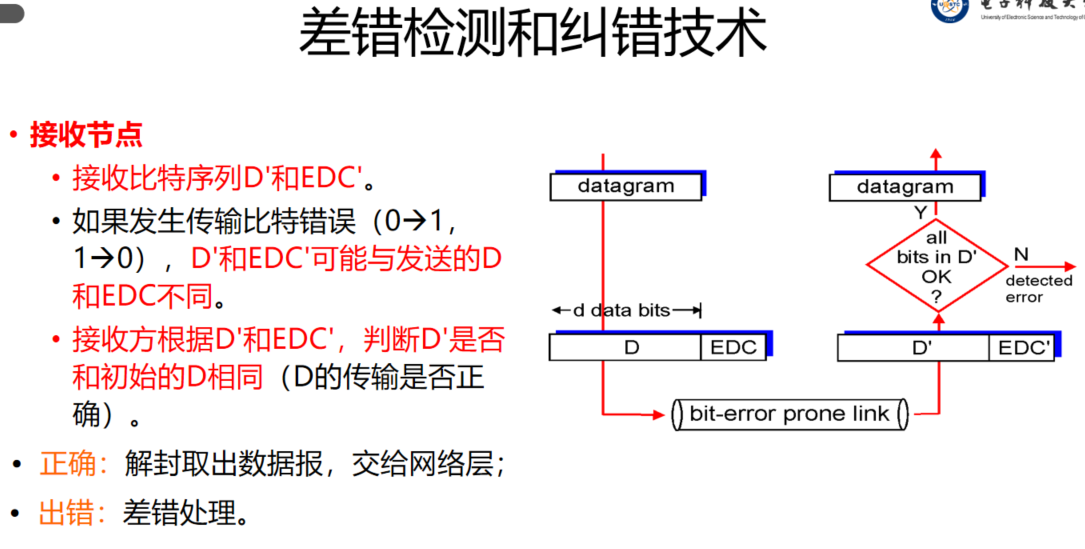 电子科技大
University of Electronic Science and Technology of
差错检测和纠错技术
• 接收节点
• 接收比特序列D'和EDC'。
• 如果发生传输比特错误（0→1，
1→0），D'和EDC'可能与发送的D
和EDC不同。
• 接收方根据D'和EDC'，判断D'是否
和初始的D相同（D的传输是否正
确）。
• 正确：解封取出数据报，交给网络层；
• 出错：差错处理。
datagram
d data bits
D
EDC
bit-error prone link
datagram
Y
all
bits in D'
OK
?
N
detected
error
D'
EDC'